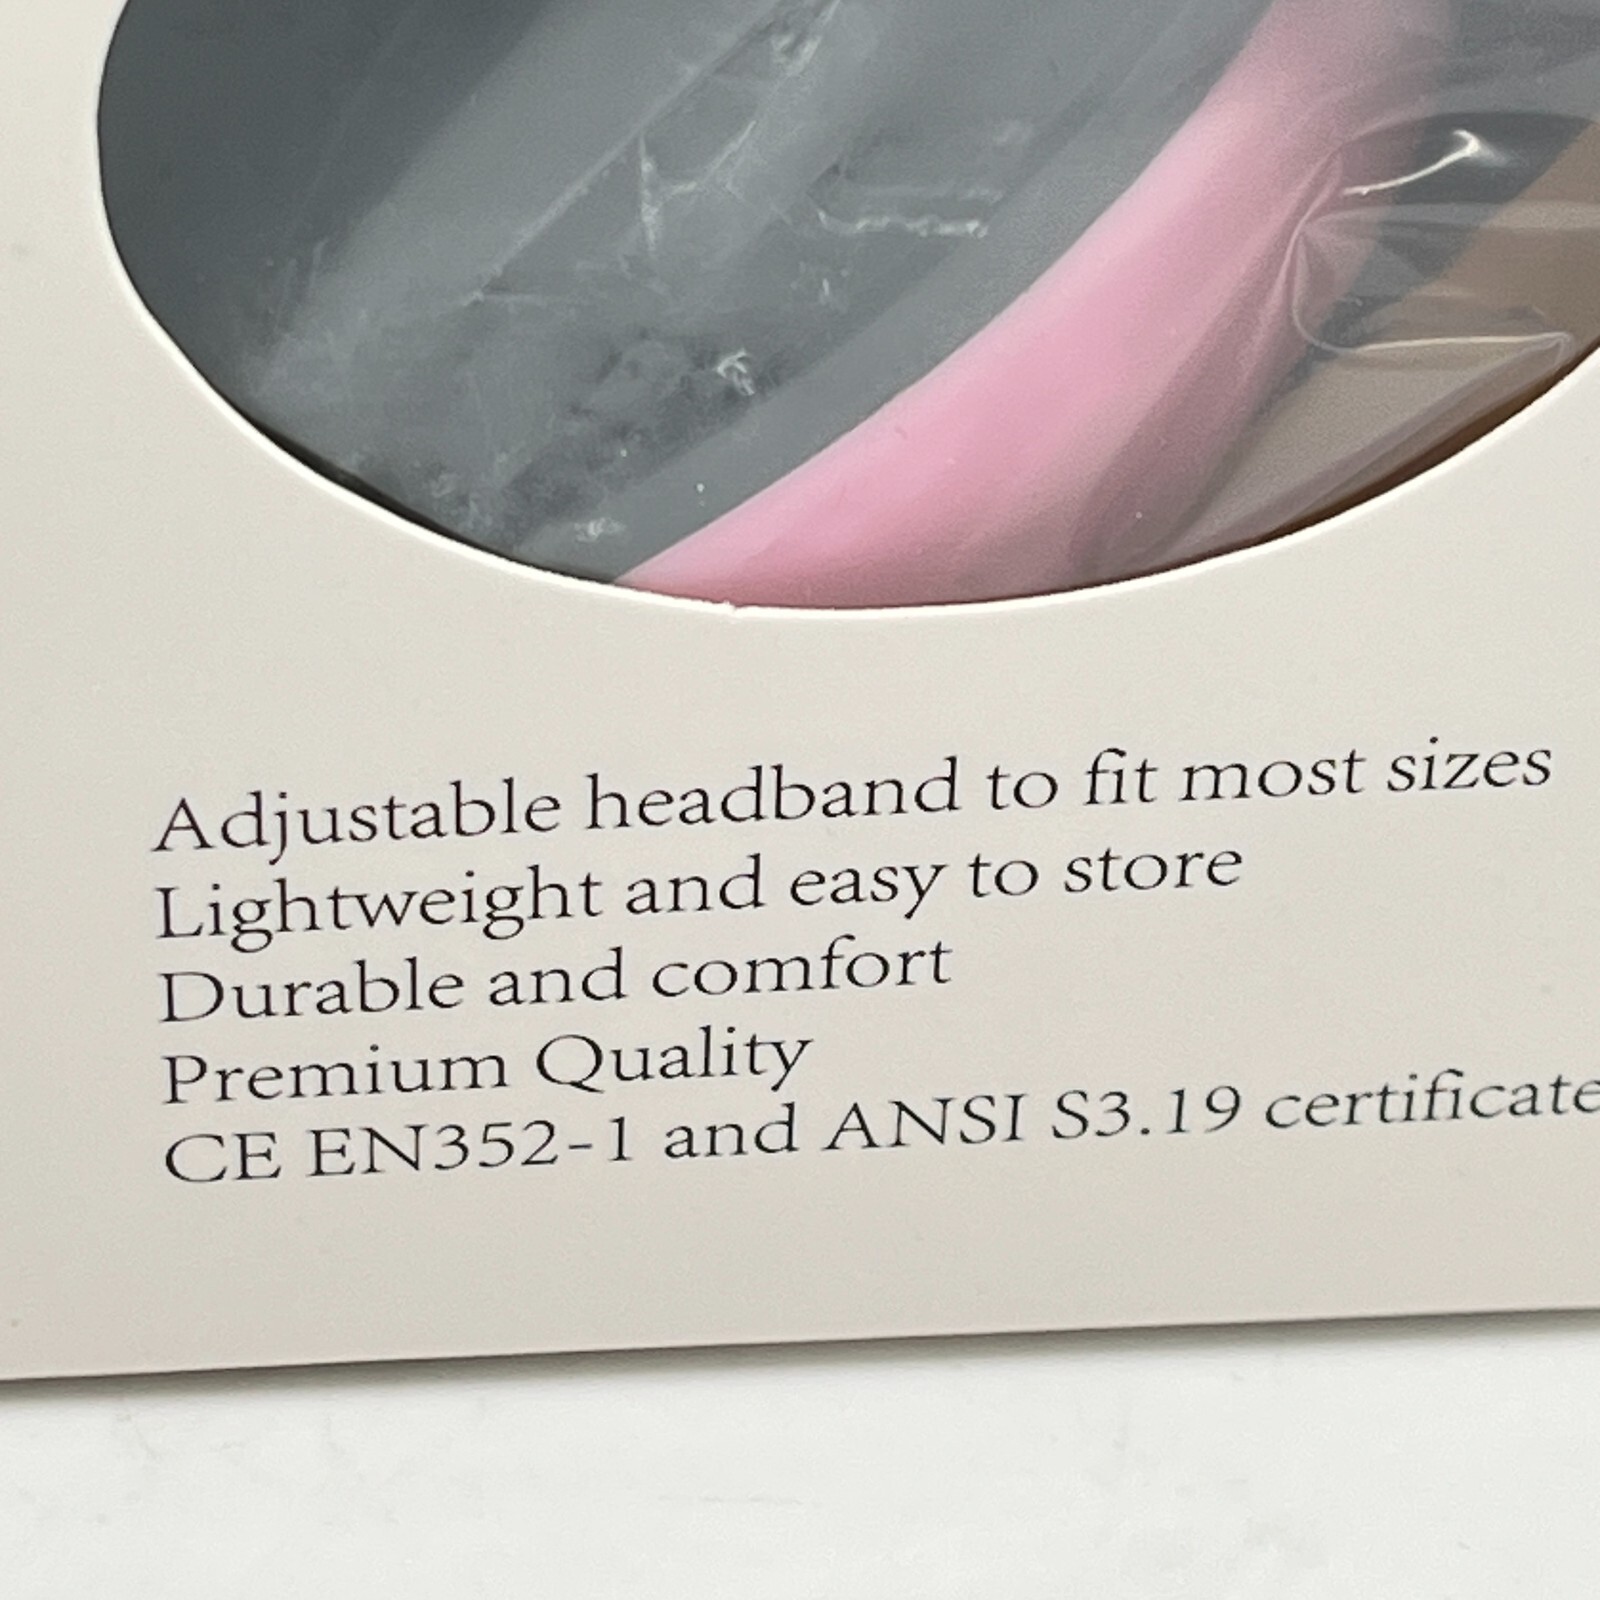 Adjustable headband to fit most sizes
Lightweight and easy to store
Durable and comfort
Premium Quality
CE EN352-1 and ANSI S3.19 certificate